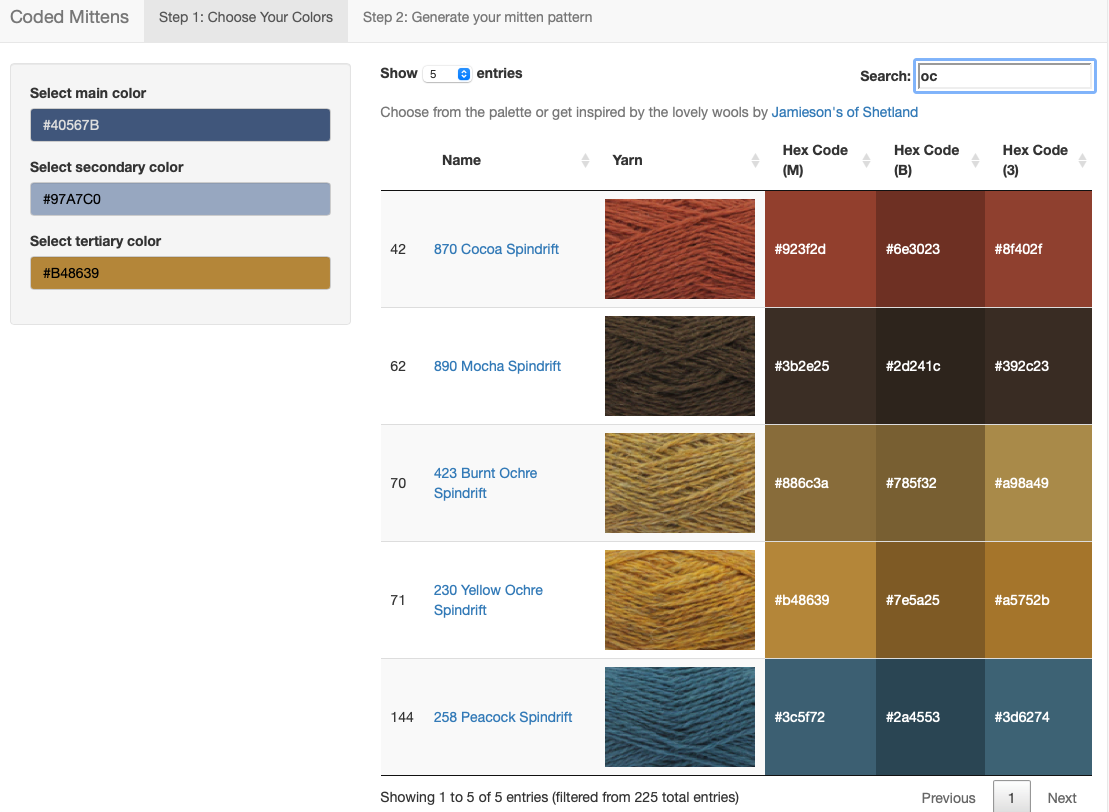 Coded Mittens
Step 1: Choose Your Colors
Step 2: Generate your mitten pattern
Select main color
#40567B
Select secondary color
#97A7C0
Select tertiary color
#B48639
Show 5 entries
Search: oc
Choose from the palette or get inspired by the lovely wools by Jamieson's of Shetland
Name
Yarn
Hex Code
(M)
Hex Code
(B)
Hex Code
(3)
42 870 Cocoa Spindrift #923f2d #6e3023 #8f402f
62 890 Mocha Spindrift #3b2e25 #2d241c #392c23
70 423 Burnt Ochre
Spindrift #886c3a #785f32 #a98a49
71 230 Yellow Ochre
Spindrift #b48639 #7e5a25 #a5752b
144 258 Peacock Spindrift #3c5f72 #2a4553 #3d6274
Showing 1 to 5 of 5 entries (filtered from 225 total entries)
Previous 1 Next